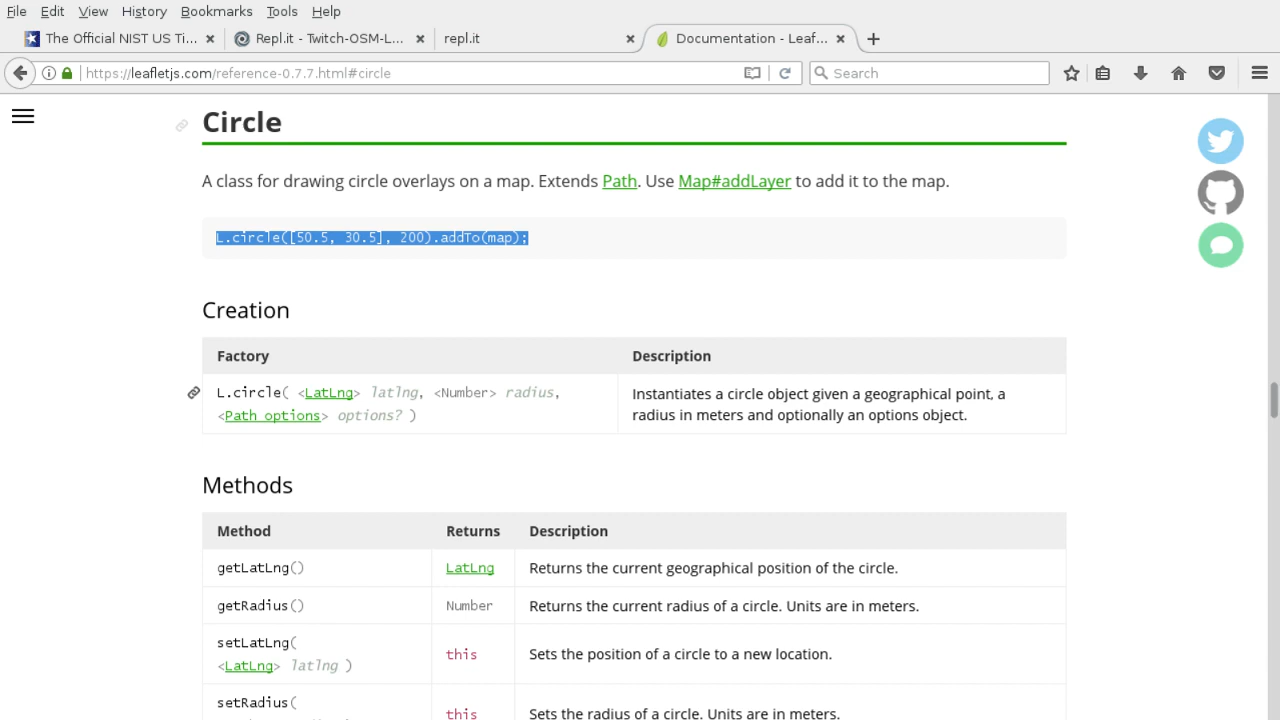 File Edit View History Bookmarks Tools Help
The Official NIST US Ti... × Repl.it - Twitch-OSM-L... × repl.it × Documentation - Leaf... ×
https://leafletjs.com/reference-0.7.7.html#circle Search
Circle
A class for drawing circle overlays on a map. Extends Path. Use Map#addLayer to add it to the map.
L.circle([50.5, 30.5], 200).addTo(map);
Creation
Factory Description
L.circle( <LatLng> latlng, <Number> radius,
<Path options> options? )
Instantiates a circle object given a geographical point, a
radius in meters and optionally an options object.
Methods
Method Returns Description
getLatLng() LatLng Returns the current geographical position of the circle.
getRadius() Number Returns the current radius of a circle. Units are in meters.
setLatLng(
<LatLng> latlng )
this Sets the position of a circle to a new location.
setRadius(
this Sets the radius of a circle. Units are in meters.